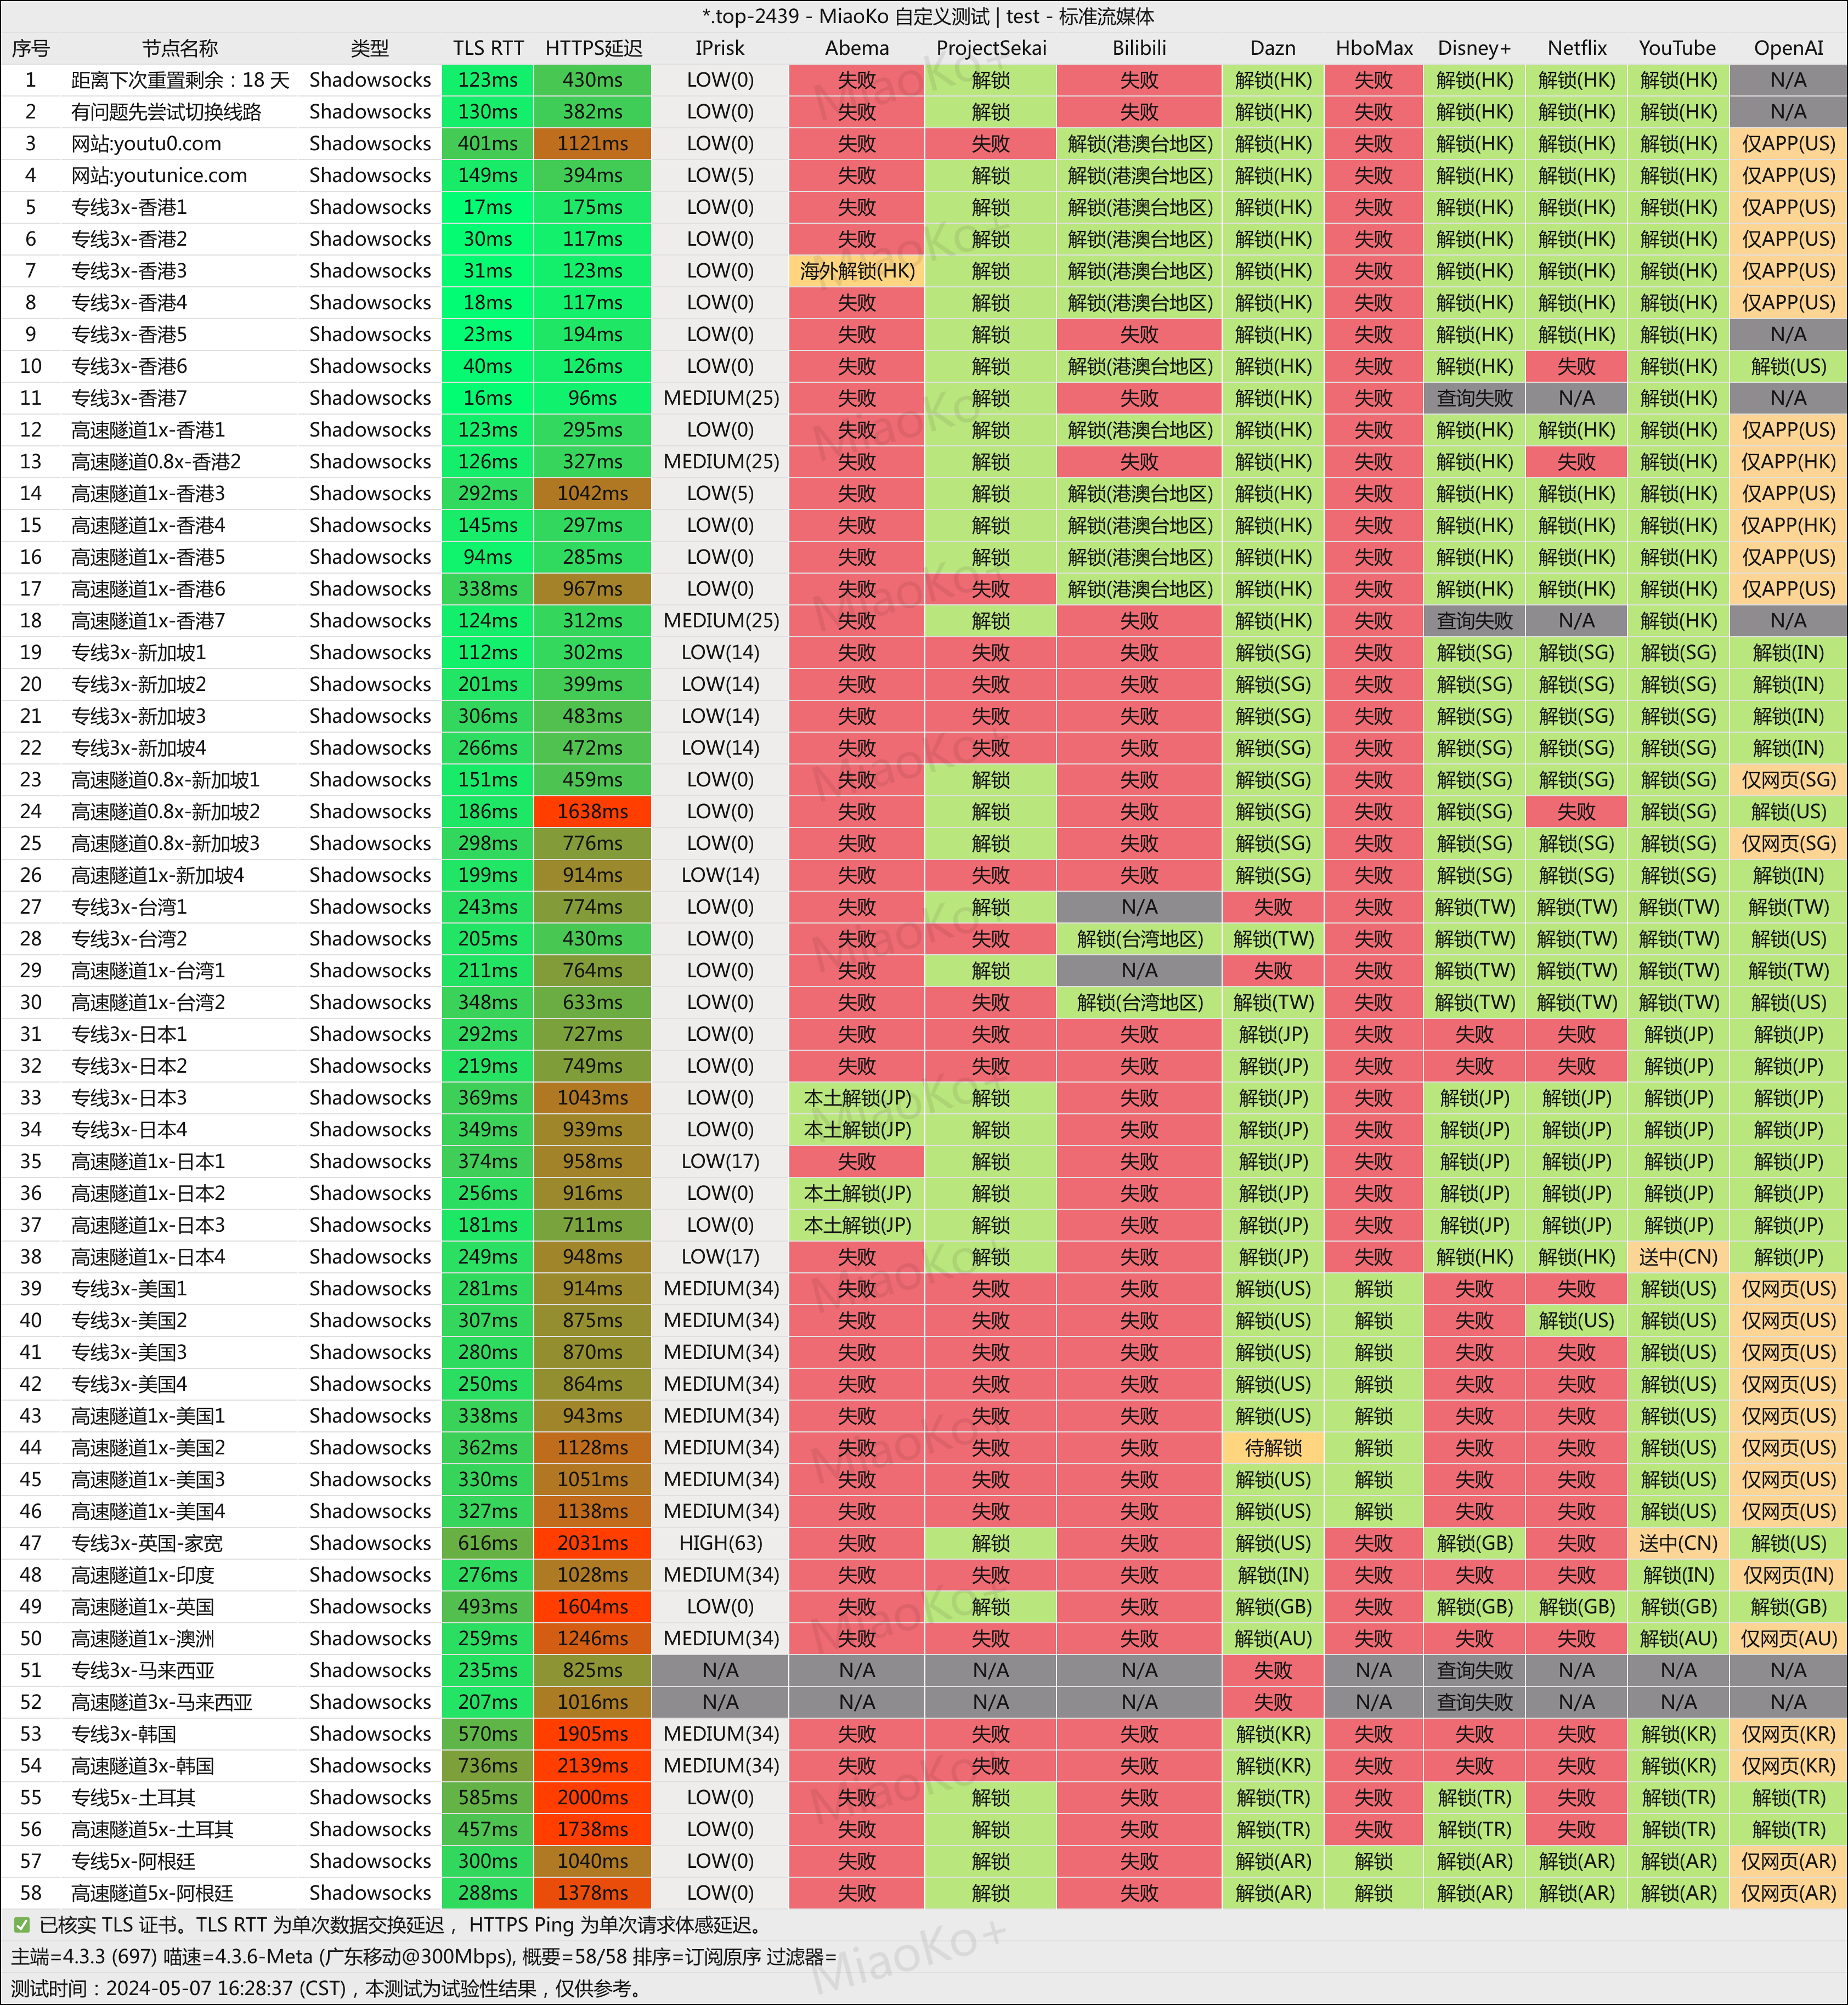 *.top-2439 - MiaoKo 自定义测试 | test - 标准流媒体
序号 节点名称 类型 TLS RTT HTTPS延迟 IPrisk Abema ProjectSekai Bilibili Dazn HboMax Disney+ Netflix YouTube OpenAI
1 距离下次重置剩余：18 天 Shadowsocks 123ms 430ms LOW(0) 失败 解锁 失败 解锁(HK) 失败 解锁(HK) 解锁(HK) 解锁(HK) N/A
2 有问题先尝试切换线路 Shadowsocks 130ms 382ms LOW(0) 失败 解锁 失败 解锁(HK) 失败 解锁(HK) 解锁(HK) 解锁(HK) N/A
3 网站:youtu0.com Shadowsocks 401ms 1121ms LOW(0) 失败 失败 解锁(港澳台地区) 解锁(HK) 失败 解锁(HK) 解锁(HK) 解锁(HK) 仅APP(US)
4 网站:youtunice.com Shadowsocks 149ms 394ms LOW(5) 失败 解锁 解锁(港澳台地区) 解锁(HK) 失败 解锁(HK) 解锁(HK) 解锁(HK) 仅APP(US)
5 专线3x-香港1 Shadowsocks 17ms 175ms LOW(0) 失败 解锁 解锁(港澳台地区) 解锁(HK) 失败 解锁(HK) 解锁(HK) 解锁(HK) 仅APP(US)
6 专线3x-香港2 Shadowsocks 30ms 117ms LOW(0) 失败 解锁 解锁(港澳台地区) 解锁(HK) 失败 解锁(HK) 解锁(HK) 解锁(HK) 仅APP(US)
7 专线3x-香港3 Shadowsocks 31ms 123ms LOW(0) 海外解锁(HK) 解锁 解锁(港澳台地区) 解锁(HK) 失败 解锁(HK) 解锁(HK) 解锁(HK) 仅APP(US)
8 专线3x-香港4 Shadowsocks 18ms 117ms LOW(0) 失败 解锁 解锁(港澳台地区) 解锁(HK) 失败 解锁(HK) 解锁(HK) 解锁(HK) 仅APP(US)
9 专线3x-香港5 Shadowsocks 23ms 194ms LOW(0) 失败 解锁 失败 解锁(HK) 失败 解锁(HK) 解锁(HK) 解锁(HK) N/A
10 专线3x-香港6 Shadowsocks 40ms 126ms LOW(0) 失败 解锁 解锁(港澳台地区) 解锁(HK) 失败 解锁(HK) 失败 解锁(HK) 解锁(US)
11 专线3x-香港7 Shadowsocks 16ms 96ms MEDIUM(25) 失败 解锁 失败 解锁(HK) 失败 查询失败 N/A 解锁(HK) N/A
12 高速隧道1x-香港1 Shadowsocks 123ms 295ms LOW(0) 失败 解锁 解锁(港澳台地区) 解锁(HK) 失败 解锁(HK) 解锁(HK) 解锁(HK) 仅APP(US)
13 高速隧道0.8x-香港2 Shadowsocks 126ms 327ms MEDIUM(25) 失败 解锁 失败 解锁(HK) 失败 解锁(HK) 失败 解锁(HK) 仅APP(HK)
14 高速隧道1x-香港3 Shadowsocks 292ms 1042ms LOW(5) 失败 解锁 解锁(港澳台地区) 解锁(HK) 失败 解锁(HK) 解锁(HK) 解锁(HK) 仅APP(US)
15 高速隧道1x-香港4 Shadowsocks 145ms 297ms LOW(0) 失败 解锁 解锁(港澳台地区) 解锁(HK) 失败 解锁(HK) 解锁(HK) 解锁(HK) 仅APP(HK)
16 高速隧道1x-香港5 Shadowsocks 94ms 285ms LOW(0) 失败 解锁 解锁(港澳台地区) 解锁(HK) 失败 解锁(HK) 解锁(HK) 解锁(HK) 仅APP(US)
17 高速隧道1x-香港6 Shadowsocks 338ms 967ms LOW(0) 失败 失败 解锁(港澳台地区) 解锁(HK) 失败 解锁(HK) 解锁(HK) 解锁(HK) 仅APP(US)
18 高速隧道1x-香港7 Shadowsocks 124ms 312ms MEDIUM(25) 失败 解锁 失败 解锁(HK) 失败 查询失败 N/A 解锁(HK) N/A
19 专线3x-新加坡1 Shadowsocks 112ms 302ms LOW(14) 失败 失败 失败 解锁(SG) 失败 解锁(SG) 解锁(SG) 解锁(SG) 解锁(IN)
20 专线3x-新加坡2 Shadowsocks 201ms 399ms LOW(14) 失败 失败 失败 解锁(SG) 失败 解锁(SG) 解锁(SG) 解锁(SG) 解锁(IN)
21 专线3x-新加坡3 Shadowsocks 306ms 483ms LOW(14) 失败 失败 失败 解锁(SG) 失败 解锁(SG) 解锁(SG) 解锁(SG) 解锁(IN)
22 专线3x-新加坡4 Shadowsocks 266ms 472ms LOW(14) 失败 失败 失败 解锁(SG) 失败 解锁(SG) 解锁(SG) 解锁(SG) 解锁(IN)
23 高速隧道0.8x-新加坡1 Shadowsocks 151ms 459ms LOW(0) 失败 解锁 失败 解锁(SG) 失败 解锁(SG) 解锁(SG) 解锁(SG) 仅网页(SG)
24 高速隧道0.8x-新加坡2 Shadowsocks 186ms 1638ms LOW(0) 失败 解锁 失败 解锁(SG) 失败 解锁(SG) 失败 解锁(SG) 解锁(US)
25 高速隧道0.8x-新加坡3 Shadowsocks 298ms 776ms LOW(0) 失败 解锁 失败 解锁(SG) 失败 解锁(SG) 解锁(SG) 解锁(SG) 仅网页(SG)
26 高速隧道1x-新加坡4 Shadowsocks 199ms 914ms LOW(14) 失败 失败 失败 解锁(SG) 失败 解锁(SG) 解锁(SG) 解锁(SG) 解锁(IN)
27 专线3x-台湾1 Shadowsocks 243ms 774ms LOW(0) 失败 解锁 N/A 失败 失败 解锁(TW) 解锁(TW) 解锁(TW) 解锁(TW)
28 专线3x-台湾2 Shadowsocks 205ms 430ms LOW(0) 失败 失败 解锁(台湾地区) 解锁(TW) 失败 解锁(TW) 解锁(TW) 解锁(TW) 解锁(US)
29 高速隧道1x-台湾1 Shadowsocks 211ms 764ms LOW(0) 失败 解锁 N/A 失败 失败 解锁(TW) 解锁(TW) 解锁(TW) 解锁(TW)
30 高速隧道1x-台湾2 Shadowsocks 348ms 633ms LOW(0) 失败 失败 解锁(台湾地区) 解锁(TW) 失败 解锁(TW) 解锁(TW) 解锁(TW) 解锁(US)
31 专线3x-日本1 Shadowsocks 292ms 727ms LOW(0) 失败 失败 失败 解锁(JP) 失败 失败 失败 解锁(JP) 解锁(JP)
32 专线3x-日本2 Shadowsocks 219ms 749ms LOW(0) 失败 失败 失败 解锁(JP) 失败 失败 失败 解锁(JP) 解锁(JP)
33 专线3x-日本3 Shadowsocks 369ms 1043ms LOW(0) 本土解锁(JP) 解锁 失败 解锁(JP) 失败 解锁(JP) 解锁(JP) 解锁(JP) 解锁(JP)
34 专线3x-日本4 Shadowsocks 349ms 939ms LOW(0) 本土解锁(JP) 解锁 失败 解锁(JP) 失败 解锁(JP) 解锁(JP) 解锁(JP) 解锁(JP)
35 高速隧道1x-日本1 Shadowsocks 374ms 958ms LOW(17) 失败 解锁 失败 解锁(JP) 失败 解锁(JP) 解锁(JP) 解锁(JP) 解锁(JP)
36 高速隧道1x-日本2 Shadowsocks 256ms 916ms LOW(0) 本土解锁(JP) 解锁 失败 解锁(JP) 失败 解锁(JP) 解锁(JP) 解锁(JP) 解锁(JP)
37 高速隧道1x-日本3 Shadowsocks 181ms 711ms LOW(0) 本土解锁(JP) 解锁 失败 解锁(JP) 失败 解锁(JP) 解锁(JP) 解锁(JP) 解锁(JP)
38 高速隧道1x-日本4 Shadowsocks 249ms 948ms LOW(17) 失败 解锁 失败 解锁(JP) 失败 解锁(HK) 解锁(HK) 送中(CN) 解锁(JP)
39 专线3x-美国1 Shadowsocks 281ms 914ms MEDIUM(34) 失败 失败 失败 解锁(US) 解锁 失败 失败 解锁(US) 仅网页(US)
40 专线3x-美国2 Shadowsocks 307ms 875ms MEDIUM(34) 失败 失败 失败 解锁(US) 解锁 失败 解锁(US) 解锁(US) 仅网页(US)
41 专线3x-美国3 Shadowsocks 280ms 870ms MEDIUM(34) 失败 失败 失败 解锁(US) 解锁 失败 失败 解锁(US) 仅网页(US)
42 专线3x-美国4 Shadowsocks 250ms 864ms MEDIUM(34) 失败 失败 失败 解锁(US) 解锁 失败 失败 解锁(US) 仅网页(US)
43 高速隧道1x-美国1 Shadowsocks 338ms 943ms MEDIUM(34) 失败 失败 失败 解锁(US) 解锁 失败 失败 解锁(US) 仅网页(US)
44 高速隧道1x-美国2 Shadowsocks 362ms 1128ms MEDIUM(34) 失败 失败 失败 待解锁 解锁 失败 失败 解锁(US) 仅网页(US)
45 高速隧道1x-美国3 Shadowsocks 330ms 1051ms MEDIUM(34) 失败 失败 失败 解锁(US) 解锁 失败 失败 解锁(US) 仅网页(US)
46 高速隧道1x-美国4 Shadowsocks 327ms 1138ms MEDIUM(34) 失败 失败 失败 解锁(US) 解锁 失败 失败 解锁(US) 仅网页(US)
47 专线3x-英国-家宽 Shadowsocks 616ms 2031ms HIGH(63) 失败 解锁 失败 解锁(US) 失败 解锁(GB) 失败 送中(CN) 解锁(US)
48 高速隧道1x-印度 Shadowsocks 276ms 1028ms MEDIUM(34) 失败 失败 失败 解锁(IN) 失败 失败 失败 解锁(IN) 仅网页(IN)
49 高速隧道1x-英国 Shadowsocks 493ms 1604ms LOW(0) 失败 解锁 失败 解锁(GB) 失败 解锁(GB) 解锁(GB) 解锁(GB) 解锁(GB)
50 高速隧道1x-澳洲 Shadowsocks 259ms 1246ms MEDIUM(34) 失败 失败 失败 解锁(AU) 失败 失败 失败 解锁(AU) 仅网页(AU)
51 专线3x-马来西亚 Shadowsocks 235ms 825ms N/A N/A N/A N/A 失败 N/A 查询失败 N/A N/A N/A
52 高速隧道3x-马来西亚 Shadowsocks 207ms 1016ms N/A N/A N/A N/A 失败 N/A 查询失败 N/A N/A N/A
53 专线3x-韩国 Shadowsocks 570ms 1905ms MEDIUM(34) 失败 失败 失败 解锁(KR) 失败 失败 失败 解锁(KR) 仅网页(KR)
54 高速隧道3x-韩国 Shadowsocks 736ms 2139ms MEDIUM(34) 失败 失败 失败 解锁(KR) 失败 失败 失败 解锁(KR) 仅网页(KR)
55 专线5x-土耳其 Shadowsocks 585ms 2000ms LOW(0) 失败 解锁 失败 解锁(TR) 失败 解锁(TR) 失败 解锁(TR) 解锁(TR)
56 高速隧道5x-土耳其 Shadowsocks 457ms 1738ms LOW(0) 失败 解锁 失败 解锁(TR) 失败 解锁(TR) 失败 解锁(TR) 解锁(TR)
57 专线5x-阿根廷 Shadowsocks 300ms 1040ms LOW(0) 失败 解锁 失败 解锁(AR) 解锁 解锁(AR) 解锁(AR) 解锁(AR) 仅网页(AR)
58 高速隧道5x-阿根廷 Shadowsocks 288ms 1378ms LOW(0) 失败 解锁 失败 解锁(AR) 解锁 解锁(AR) 解锁(AR) 解锁(AR) 仅网页(AR)
✅ 已核实 TLS 证书。TLS RTT 为单次数据交换延迟， HTTPS Ping 为单次请求体感延迟。
主端=4.3.3 (697) 喵速=4.3.6-Meta (广东移动@300Mbps), 概要=58/58 排序=订阅原序 过滤器=
测试时间：2024-05-07 16:28:37 (CST)，本测试为试验性结果，仅供参考。
MiaoKo+